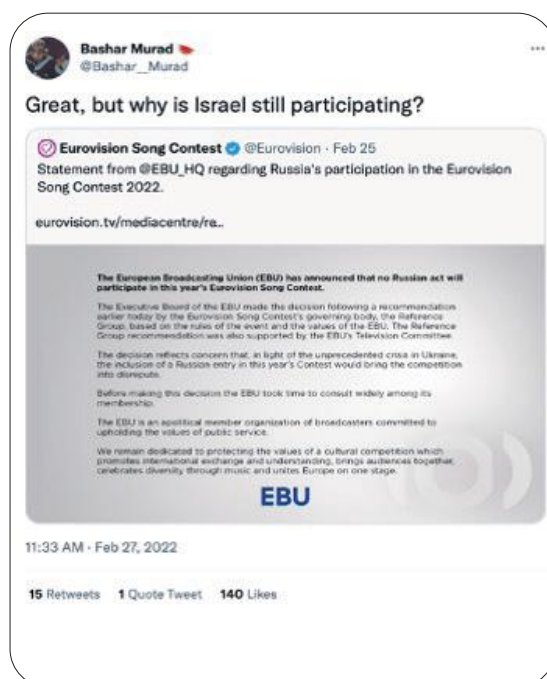 Bashar Murad
@Bashar__Murad
Great, but why is Israel still participating?
Eurovision Song Contest @Eurovision · Feb 25
Statement from @EBU_HQ regarding Russia's participation in the Eurovision
Song Contest 2022.
eurovision.tv/mediacentre/re...
The European Broadcasting Union (EBU) has announced that no Russian act will
participate in this year's Eurovision Song Contest.
The Executive Board of the EBU made the decision following a recommendation
earlier today by the Eurovision Song Contest's governing body, the Reference
Group, based on the rules of the event and the values of the EBU. The Reference
Group recommendation was also supported by the EBU's Television Committee.
The decision reflects concern that, in light of the unprecedented crisis in Ukraine,
the inclusion of a Russian entry in this year's Contest would bring the competition
into disrepute.
Before making this decision the EBU took time to consult widely among its
membership.
The EBU is an apolitical member organization of broadcasters committed to
upholding the values of public service.
We remain dedicated to protecting the values of a cultural competition which
promotes international exchange and understanding, brings audiences together,
celebrates diversity through music and unites Europe on one stage.
EBU
11:33 AM · Feb 27, 2022
15 Retweets 1 Quote Tweet 140 Likes